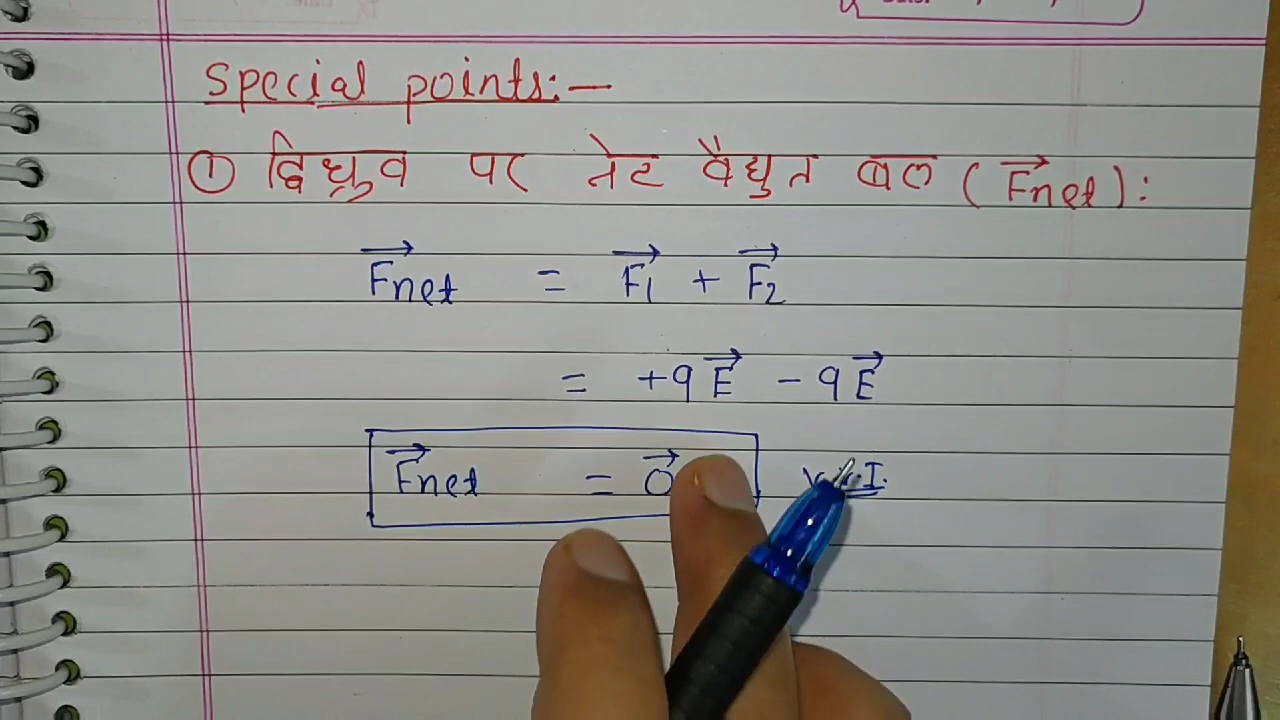 Special points:—
① द्विध्रुव पर नेट वैद्युत बल (F⃗net):
F⃗net = F⃗1 + F⃗2
= +qE⃗ - qE⃗
F⃗net = 0⃗